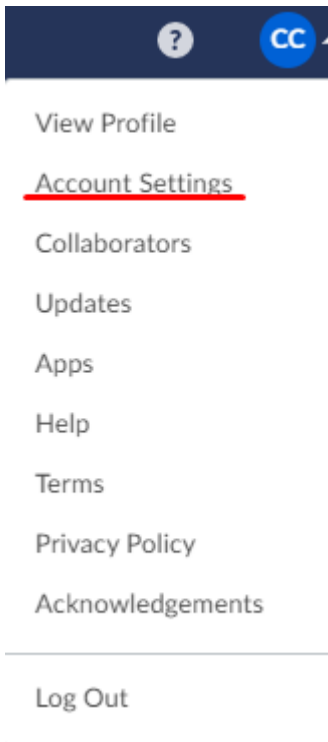 ? CC
View Profile
Account Settings
Collaborators
Updates
Apps
Help
Terms
Privacy Policy
Acknowledgements
Log Out